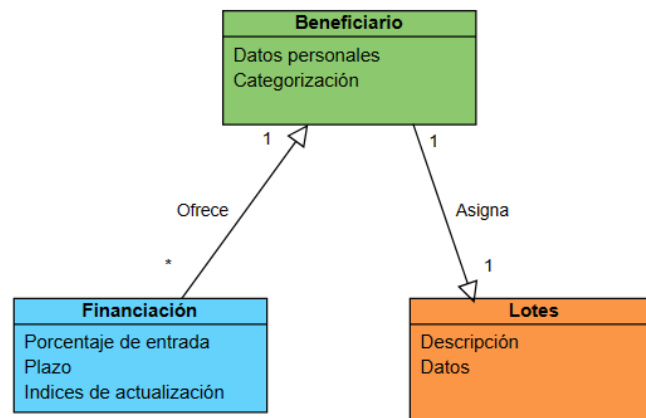 Beneficiario
Datos personales
Categorización
1
1
Ofrece
Asigna
*
1
Financiación
Porcentaje de entrada
Plazo
Indices de actualización
Lotes
Descripción
Datos